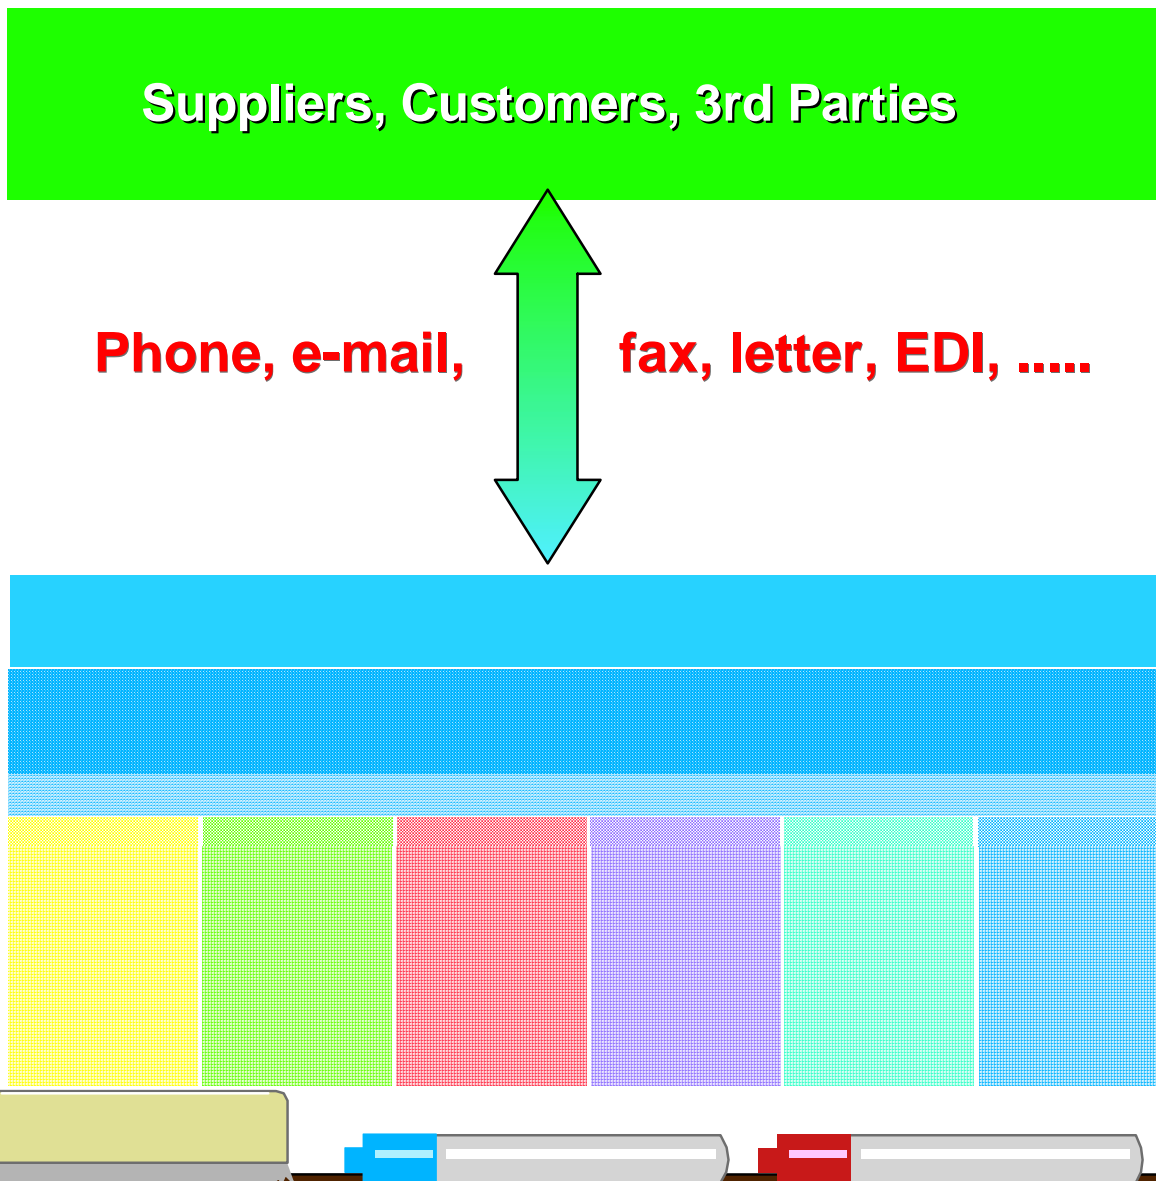 Suppliers, Customers, 3rd Parties
Phone, e-mail, fax, letter, EDI, .....